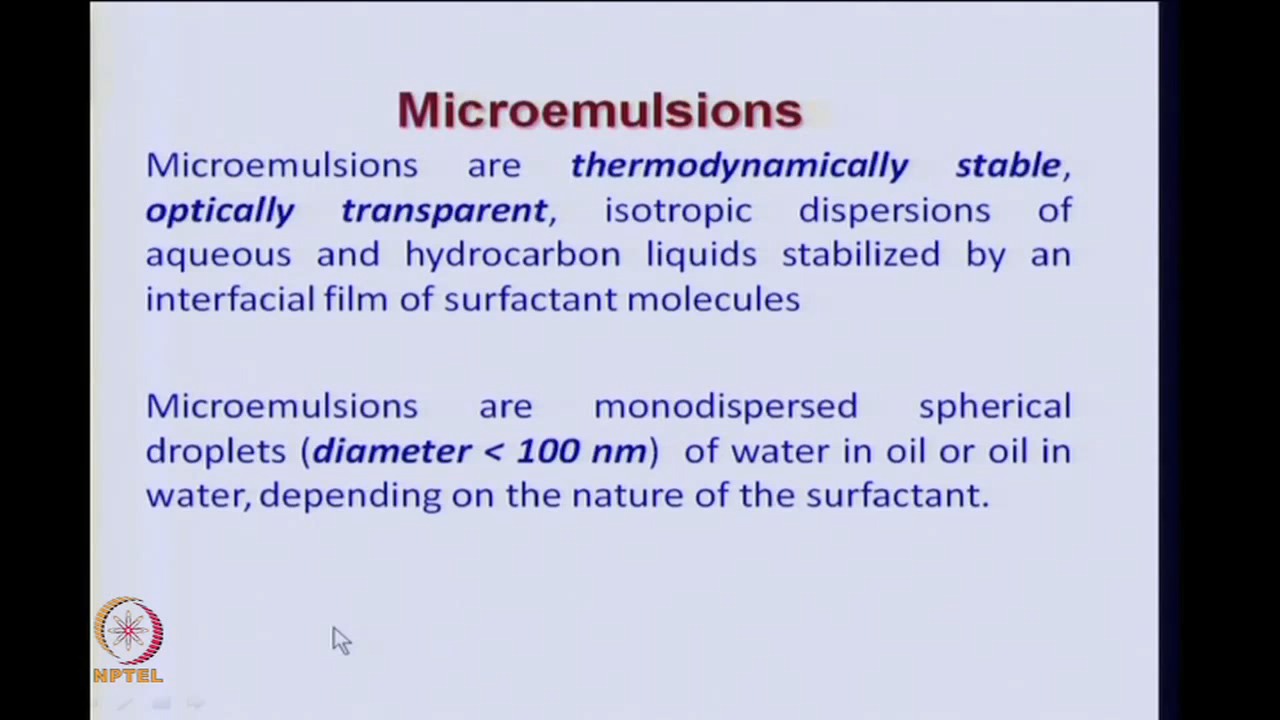 Microemulsions
Microemulsions are thermodynamically stable,
optically transparent, isotropic dispersions of
aqueous and hydrocarbon liquids stabilized by an
interfacial film of surfactant molecules
Microemulsions are monodispersed spherical
droplets (diameter < 100 nm) of water in oil or oil in
water, depending on the nature of the surfactant.
NPTEL